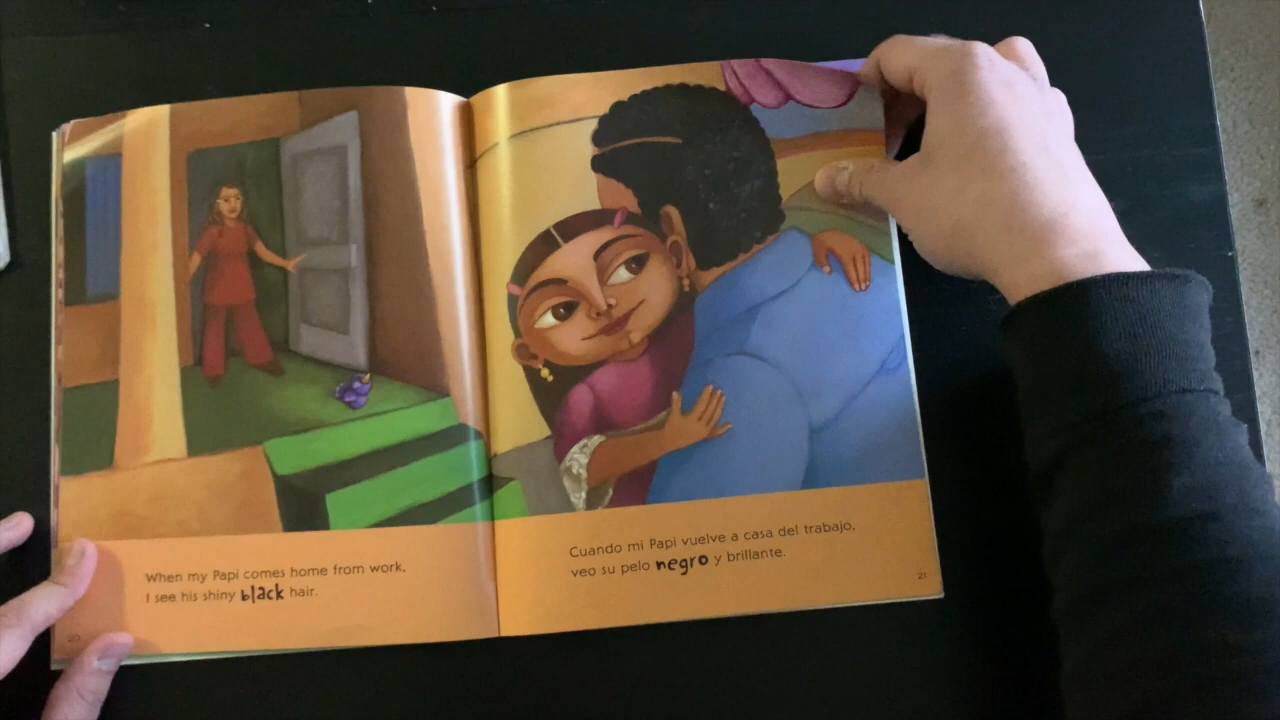 When my Papi comes home from work,
I see his shiny black hair.
20
Cuando mi Papi vuelve a casa del trabajo,
veo su pelo negro y brillante.
21